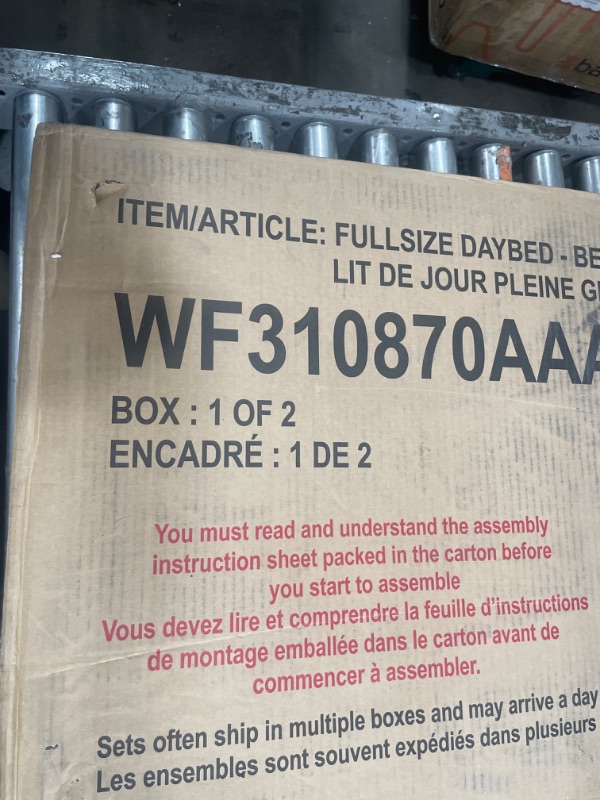 ba
ITEM/ARTICLE: FULLSIZE DAYBED - BE
LIT DE JOUR PLEINE G
WF310870AAA
BOX : 1 OF 2
ENCADRÉ : 1 DE 2
You must read and understand the assembly
instruction sheet packed in the carton before
you start to assemble
Vous devez lire et comprendre la feuille d'instructions
de montage emballée dans le carton avant de
commencer à assembler.
Sets often ship in multiple boxes and may arrive a day
Les ensembles sont souvent expédiés dans plusieurs